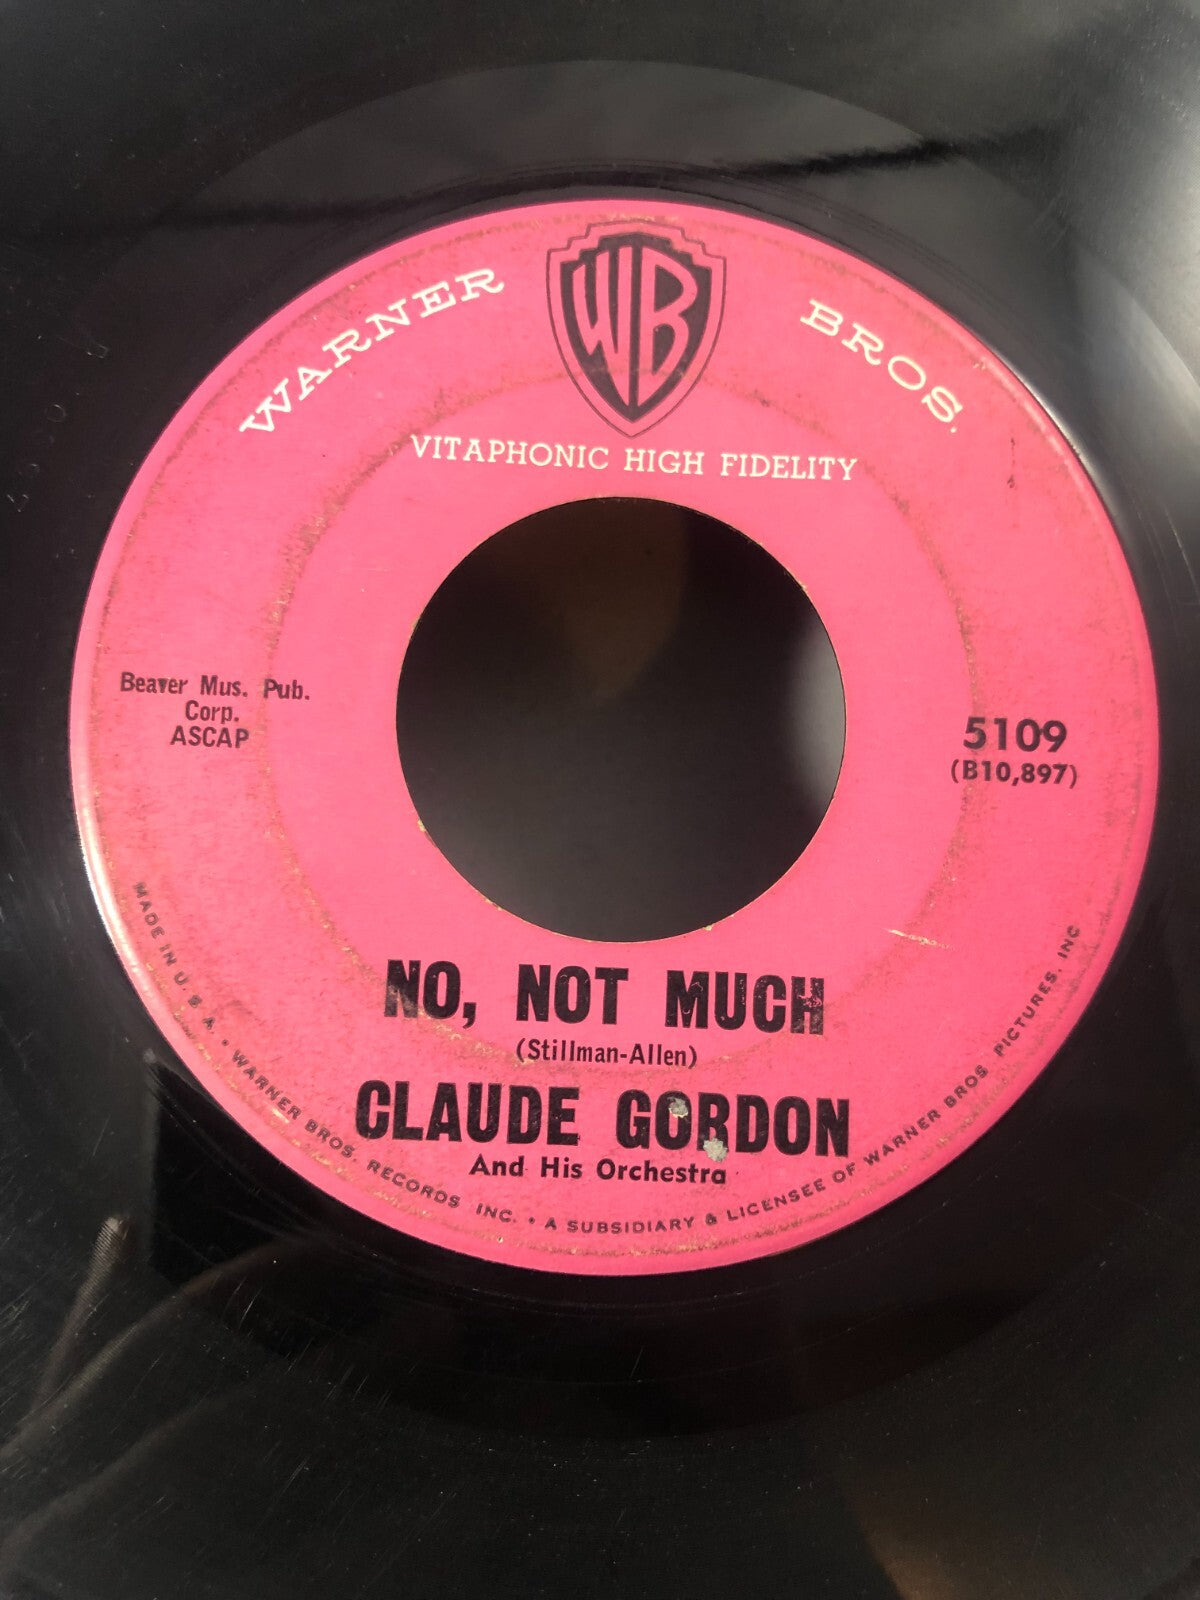 WARNER BROS.
WB
VITAPHONIC HIGH FIDELITY
Beaver Mus. Pub.
Corp.
ASCAP
5109
(B10,897)
NO, NOT MUCH
(Stillman-Allen)
CLAUDE GORDON
And His Orchestra
MADE IN U.S.A. • WARNER BROS. RECORDS INC. • A SUBSIDIARY & LICENSEE OF WARNER BROS. PICTURES, INC